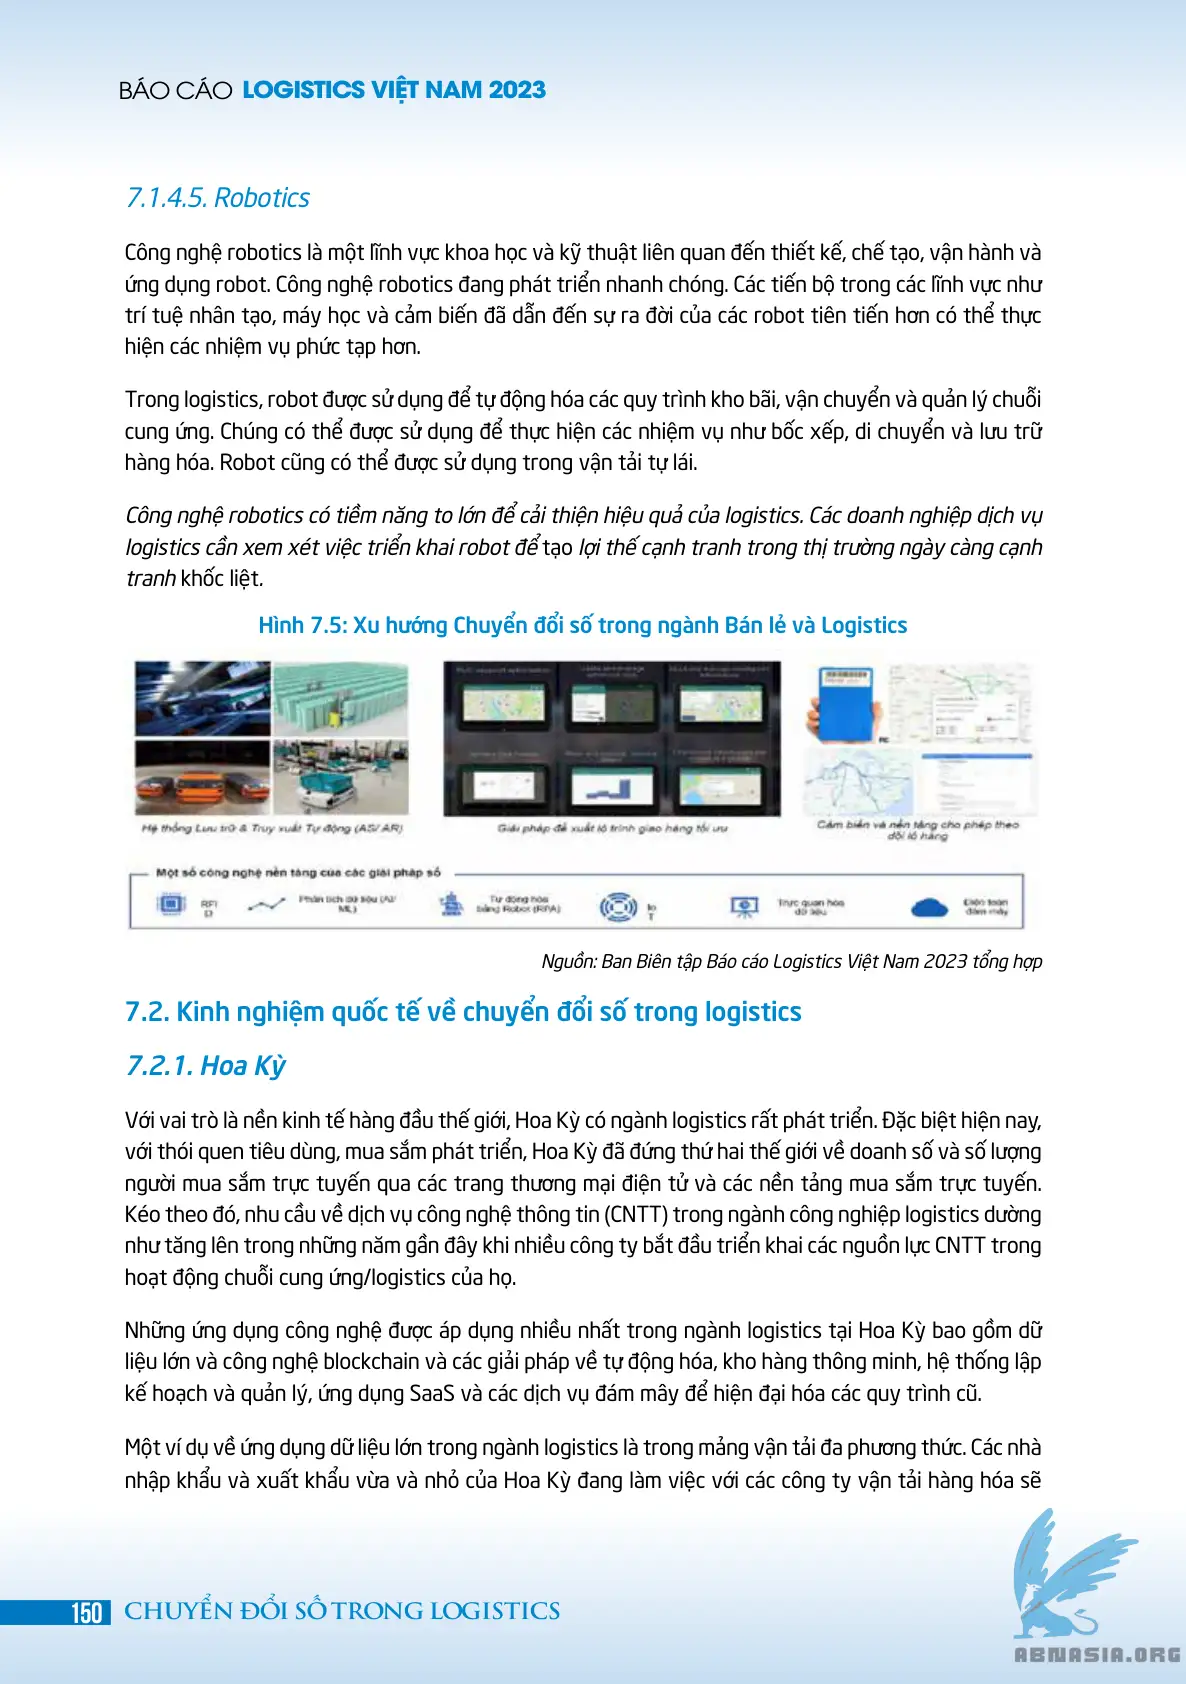 BÁO CÁO LOGISTICS VIỆT NAM 2023
7.1.4.5. Robotics
Công nghệ robotics là một lĩnh vực khoa học và kỹ thuật liên quan đến thiết kế, chế tạo, vận hành và
ứng dụng robot. Công nghệ robotics đang phát triển nhanh chóng. Các tiến bộ trong các lĩnh vực như
trí tuệ nhân tạo, máy học và cảm biến đã dẫn đến sự ra đời của các robot tiên tiến hơn có thể thực
hiện các nhiệm vụ phức tạp hơn.
Trong logistics, robot được sử dụng để tự động hóa các quy trình kho bãi, vận chuyển và quản lý chuỗi
cung ứng. Chúng có thể được sử dụng để thực hiện các nhiệm vụ như bốc xếp, di chuyển và lưu trữ
hàng hóa. Robot cũng có thể được sử dụng trong vận tải tự lái.
Công nghệ robotics có tiềm năng to lớn để cải thiện hiệu quả của logistics. Các doanh nghiệp dịch vụ
logistics cần xem xét việc triển khai robot để tạo lợi thế cạnh tranh trong thị trường ngày càng cạnh
tranh khốc liệt.
Hình 7.5: Xu hướng Chuyển đổi số trong ngành Bán lẻ và Logistics
Hệ thống Lưu trữ & Truy xuất Tự động (AS/AR)
Giải pháp đề xuất lộ trình giao hàng tối ưu
Cảm biến và nền tảng cho phép theo
dõi lô hàng
Một số công nghệ nền tảng của các giải pháp số
RFI
D
Phân tích dữ liệu (AI/
ML)
Tự động hóa
bằng Robot (RPA)
Io
T
Trực quan hóa
dữ liệu
Điện toán
đám mây
Nguồn: Ban Biên tập Báo cáo Logistics Việt Nam 2023 tổng hợp
7.2. Kinh nghiệm quốc tế về chuyển đổi số trong logistics
7.2.1. Hoa Kỳ
Với vai trò là nền kinh tế hàng đầu thế giới, Hoa Kỳ có ngành logistics rất phát triển. Đặc biệt hiện nay,
với thói quen tiêu dùng, mua sắm phát triển, Hoa Kỳ đã đứng thứ hai thế giới về doanh số và số lượng
người mua sắm trực tuyến qua các trang thương mại điện tử và các nền tảng mua sắm trực tuyến.
Kéo theo đó, nhu cầu về dịch vụ công nghệ thông tin (CNTT) trong ngành công nghiệp logistics dường
như tăng lên trong những năm gần đây khi nhiều công ty bắt đầu triển khai các nguồn lực CNTT trong
hoạt động chuỗi cung ứng/logistics của họ.
Những ứng dụng công nghệ được áp dụng nhiều nhất trong ngành logistics tại Hoa Kỳ bao gồm dữ
liệu lớn và công nghệ blockchain và các giải pháp về tự động hóa, kho hàng thông minh, hệ thống lập
kế hoạch và quản lý, ứng dụng SaaS và các dịch vụ đám mây để hiện đại hóa các quy trình cũ.
Một ví dụ về ứng dụng dữ liệu lớn trong ngành logistics là trong mảng vận tải đa phương thức. Các nhà
nhập khẩu và xuất khẩu vừa và nhỏ của Hoa Kỳ đang làm việc với các công ty vận tải hàng hóa sẽ
150 CHUYỂN ĐỔI SỐ TRONG LOGISTICS
ABNASIA.ORG